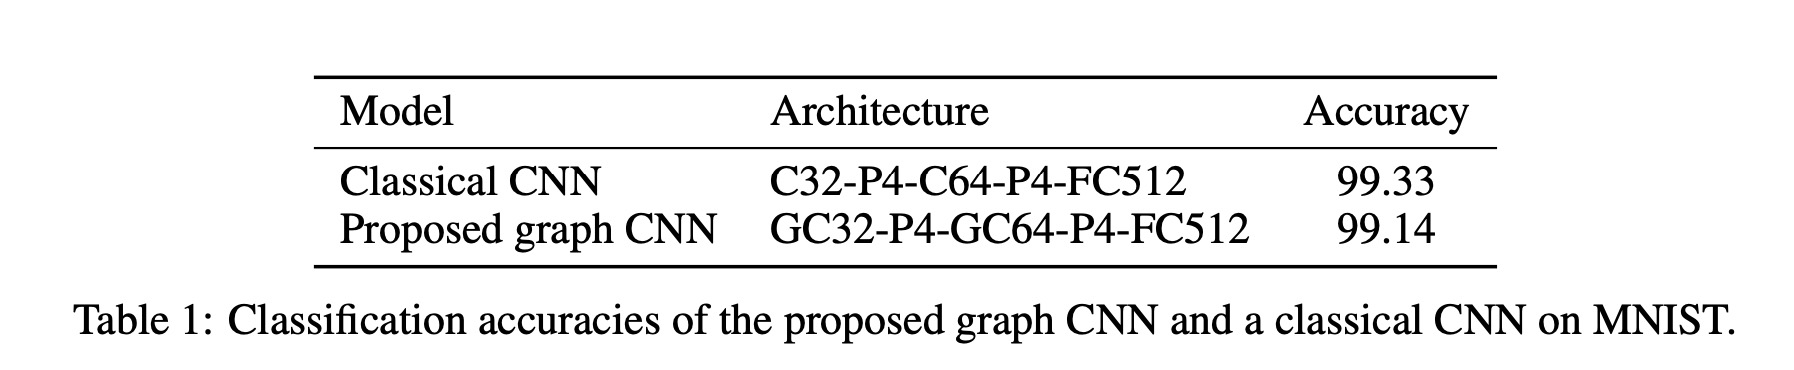 Model Architecture Accuracy
Classical CNN C32-P4-C64-P4-FC512 99.33
Proposed graph CNN GC32-P4-GC64-P4-FC512 99.14
Table 1: Classification accuracies of the proposed graph CNN and a classical CNN on MNIST.